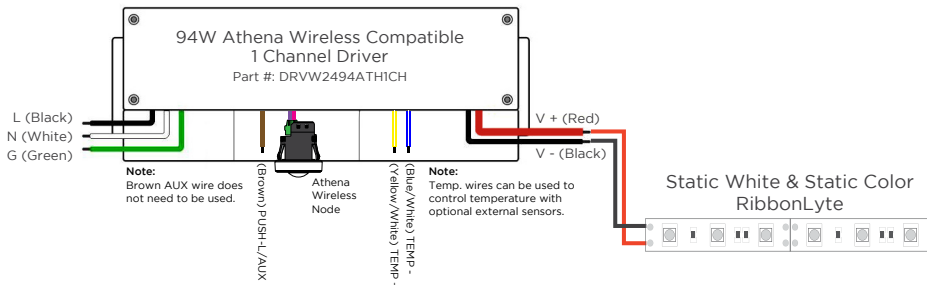 94W Athena Wireless Compatible
1 Channel Driver
Part #: DRVW2494ATH1CH
L (Black)
N (White)
G (Green)
Note:
Brown AUX wire does
not need to be used.
(Brown) PUSH-L/AUX
Athena
Wireless
Node
(Yellow/White) TEMP -
(Blue/White) TEMP -
Note:
Temp. wires can be used to
control temperature with
optional external sensors.
V + (Red)
V - (Black)
Static White & Static Color
RibbonLyte